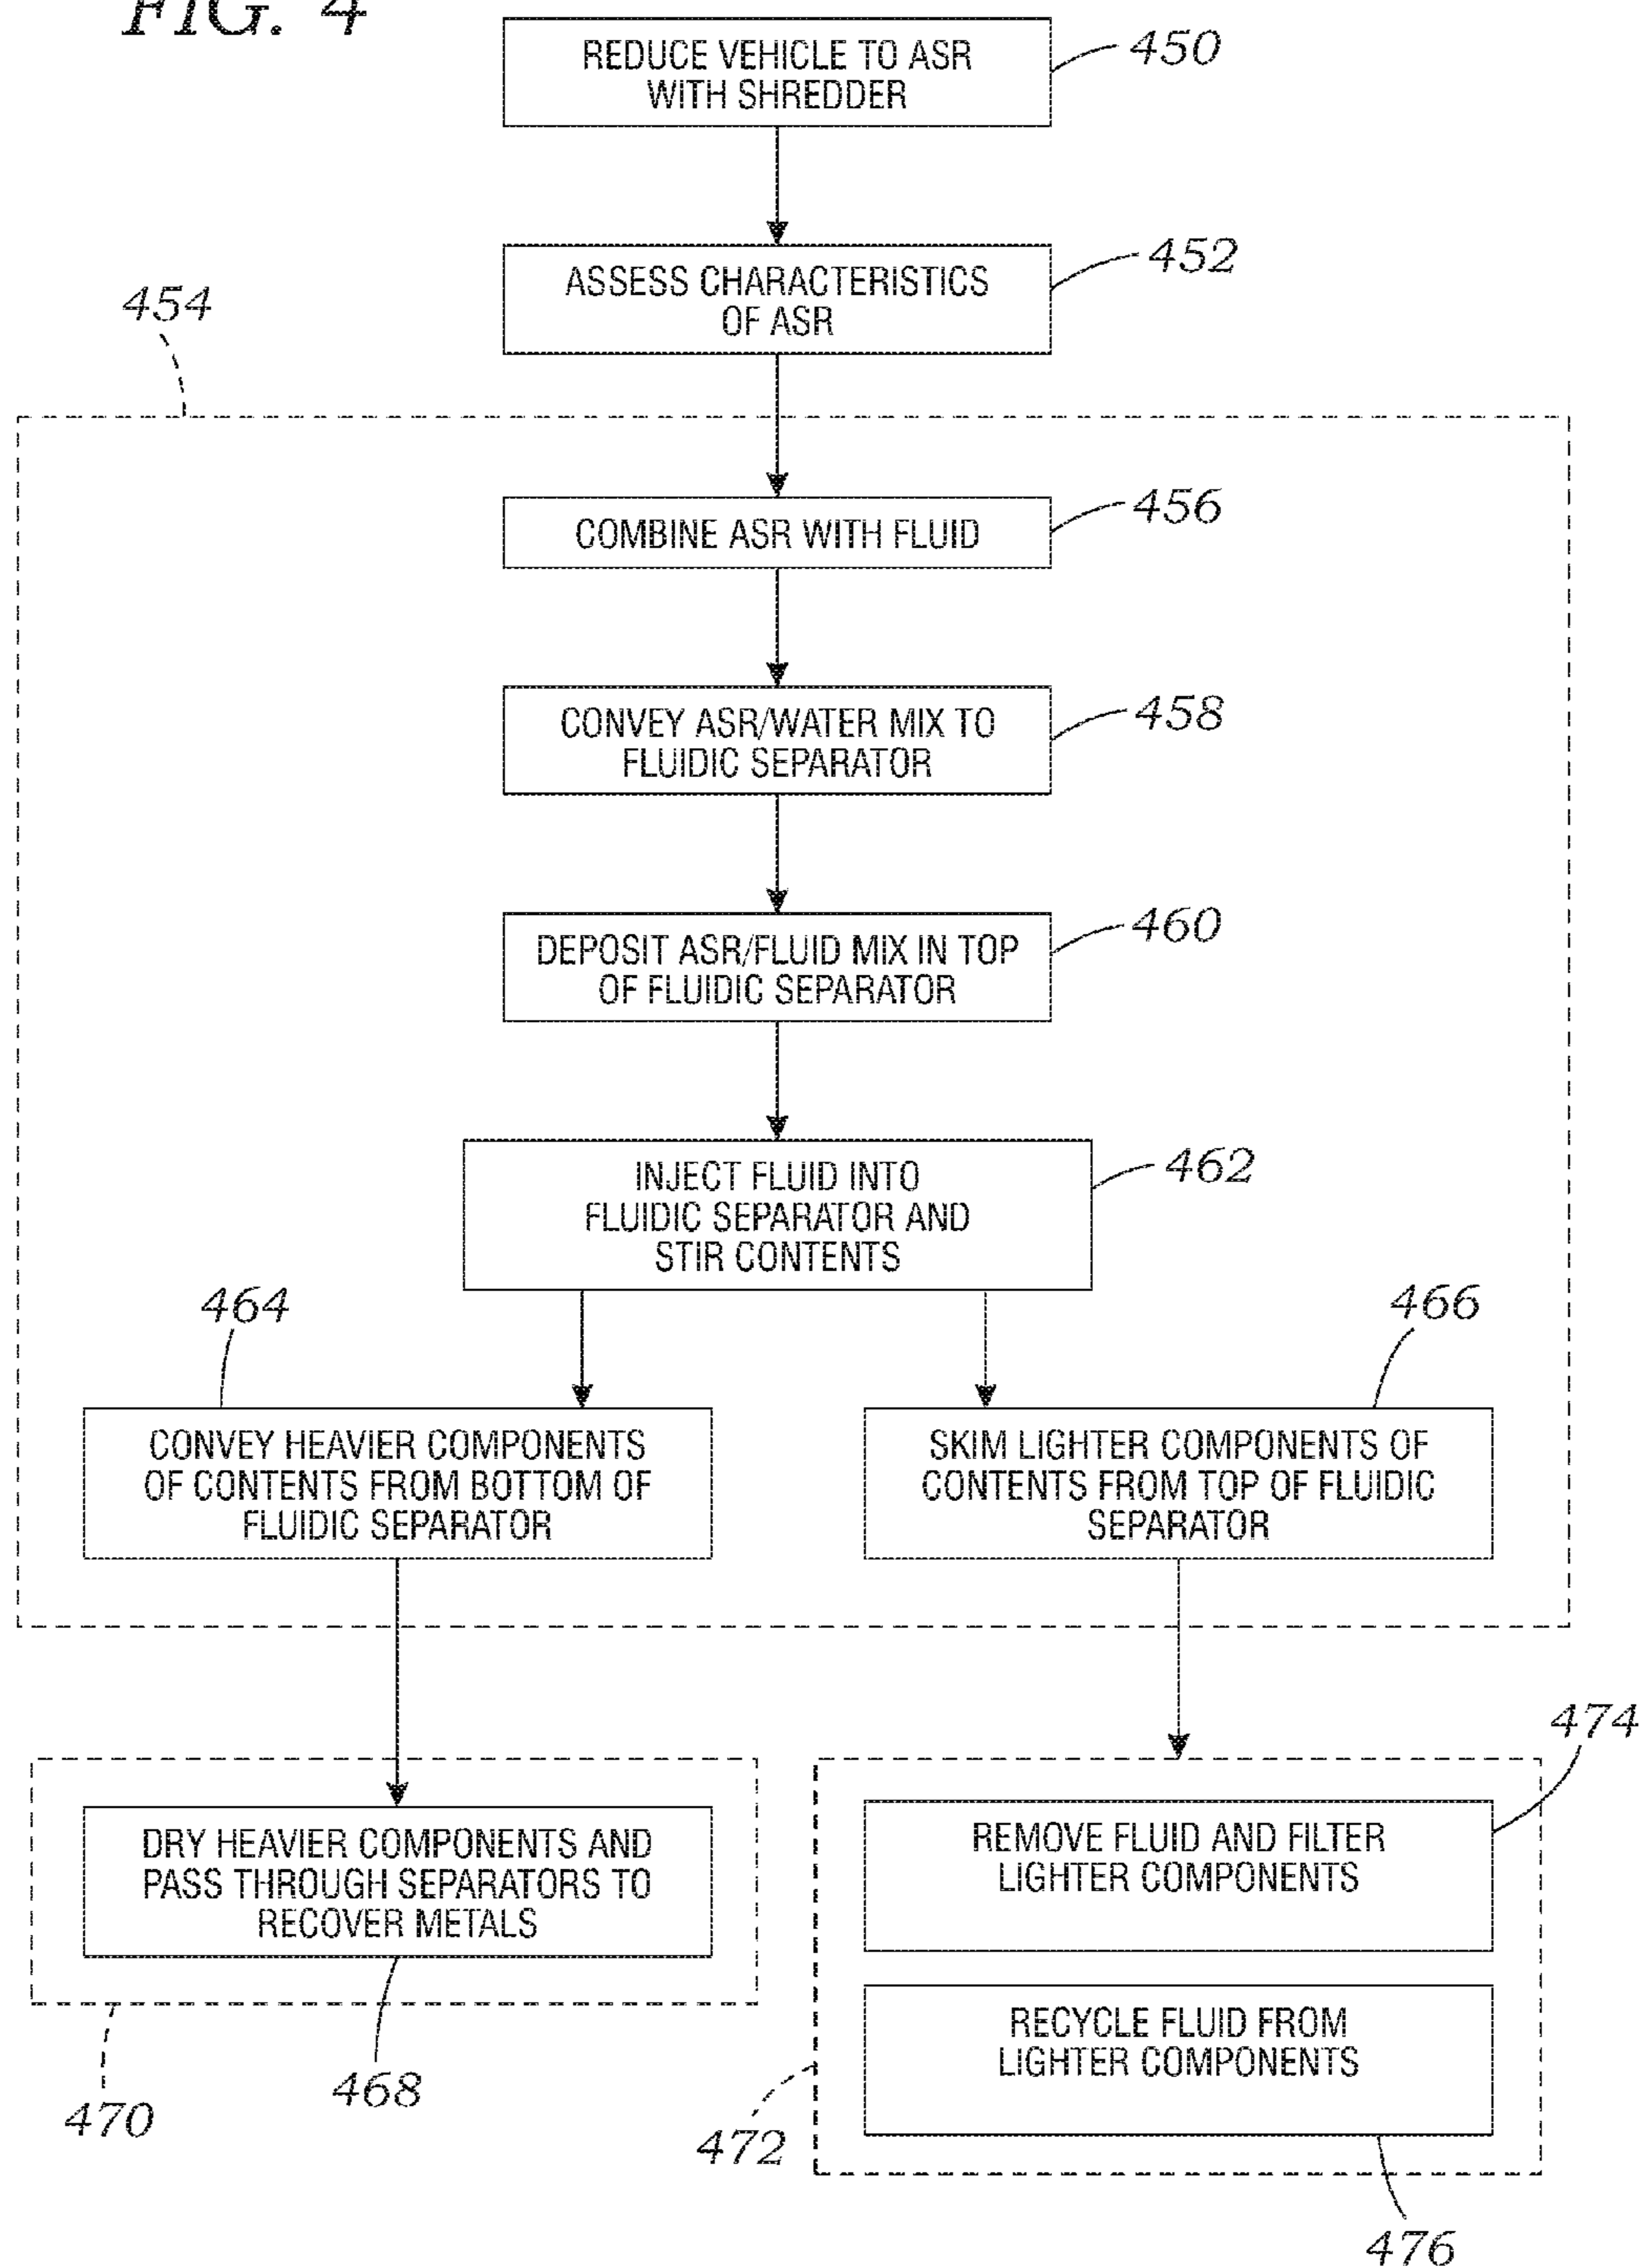 FIG. 4
REDUCE VEHICLE TO ASR
WITH SHREDDER
450
ASSESS CHARACTERISTICS
OF ASR
452
454
COMBINE ASR WITH FLUID
456
CONVEY ASR/WATER MIX TO
FLUIDIC SEPARATOR
458
DEPOSIT ASR/FLUID MIX IN TOP
OF FLUIDIC SEPARATOR
460
INJECT FLUID INTO
FLUIDIC SEPARATOR AND
STIR CONTENTS
462
464
CONVEY HEAVIER COMPONENTS
OF CONTENTS FROM BOTTOM OF
FLUIDIC SEPARATOR
466
SKIM LIGHTER COMPONENTS OF
CONTENTS FROM TOP OF FLUIDIC
SEPARATOR
DRY HEAVIER COMPONENTS AND
PASS THROUGH SEPARATORS TO
RECOVER METALS
468
470
474
REMOVE FLUID AND FILTER
LIGHTER COMPONENTS
RECYCLE FLUID FROM
LIGHTER COMPONENTS
472
476